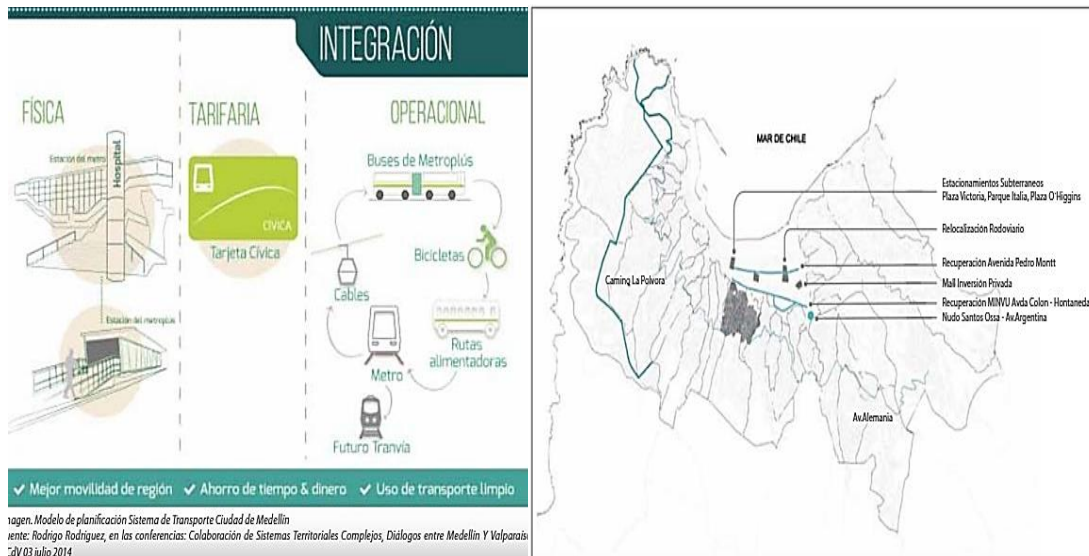 INTEGRACIÓN
FÍSICA
Estación del metro
Hospital
Estación del metroplus
TARIFARIA
CÍVICA
Tarjeta Cívica
OPERACIONAL
Buses de Metroplús
Bicicletas
Cables
Rutas
alimentadoras
Metro
Futuro Tranvía
✓ Mejor movilidad de región ✓ Ahorro de tiempo & dinero ✓ Uso de transporte limpio
Modelo de planificación Sistema de Transporte Ciudad de Medellín
Rodrigo Rodríguez, en las conferencias: Colaboración de Sistemas Territoriales Complejos, Diálogos entre Medellín Y
CdV 03 julio 2014
MAR DE CHILE
Estacionamientos Subterraneos
Plaza Victoria, Parque Italia, Plaza O'Higgins
Relocalización Rodoviario
Recuperación Avenida Pedro Montt
Mall Inversión Privada
Recuperación MINVU Avda Colon - Hontaneda
Nudo Santos Ossa - Av.Argentina
Caming La Polvora
Av.Alemania